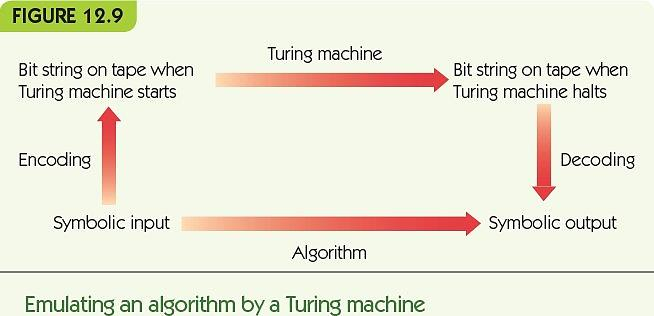 FIGURE 12.9
Turing machine
Bit string on tape when
Turing machine starts
Bit string on tape when
Turing machine halts
Encoding
Decoding
Symbolic input
Symbolic output
Algorithm
Emulating an algorithm by a Turing machine